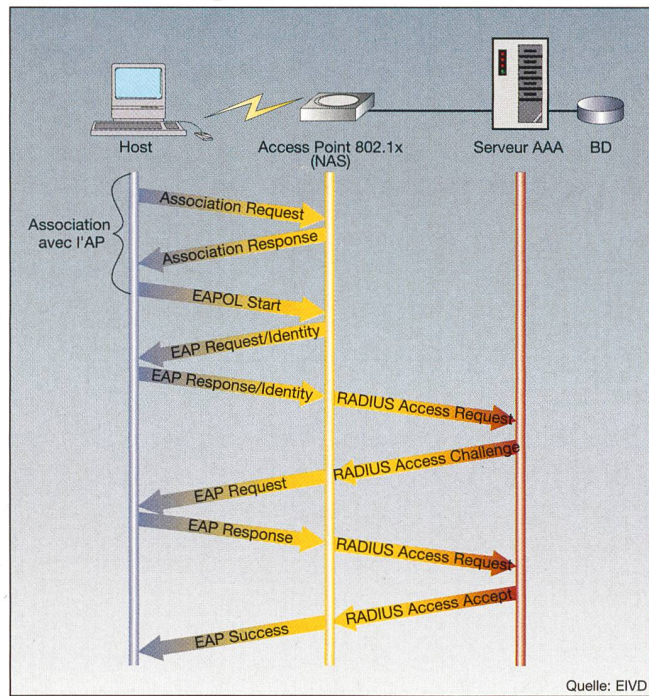 Host
Access Point 802.1x
(NAS)
Serveur AAA
BD
Association
avec l'AP
Association Request
Association Response
EAPOL Start
EAP Request/Identity
EAP Response/Identity
RADIUS Access Request
RADIUS Access Challenge
EAP Request
EAP Response
RADIUS Access Request
RADIUS Access Accept
EAP Success
Quelle: EIVD